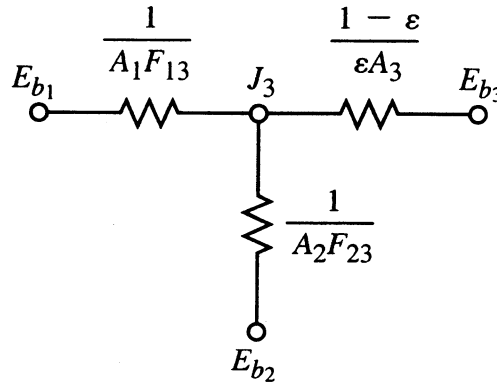 1
A₁F₁₃
1 − ε
εA₃
E_b₁
J₃
E_b₃
1
A₂F₂₃
E_b₂